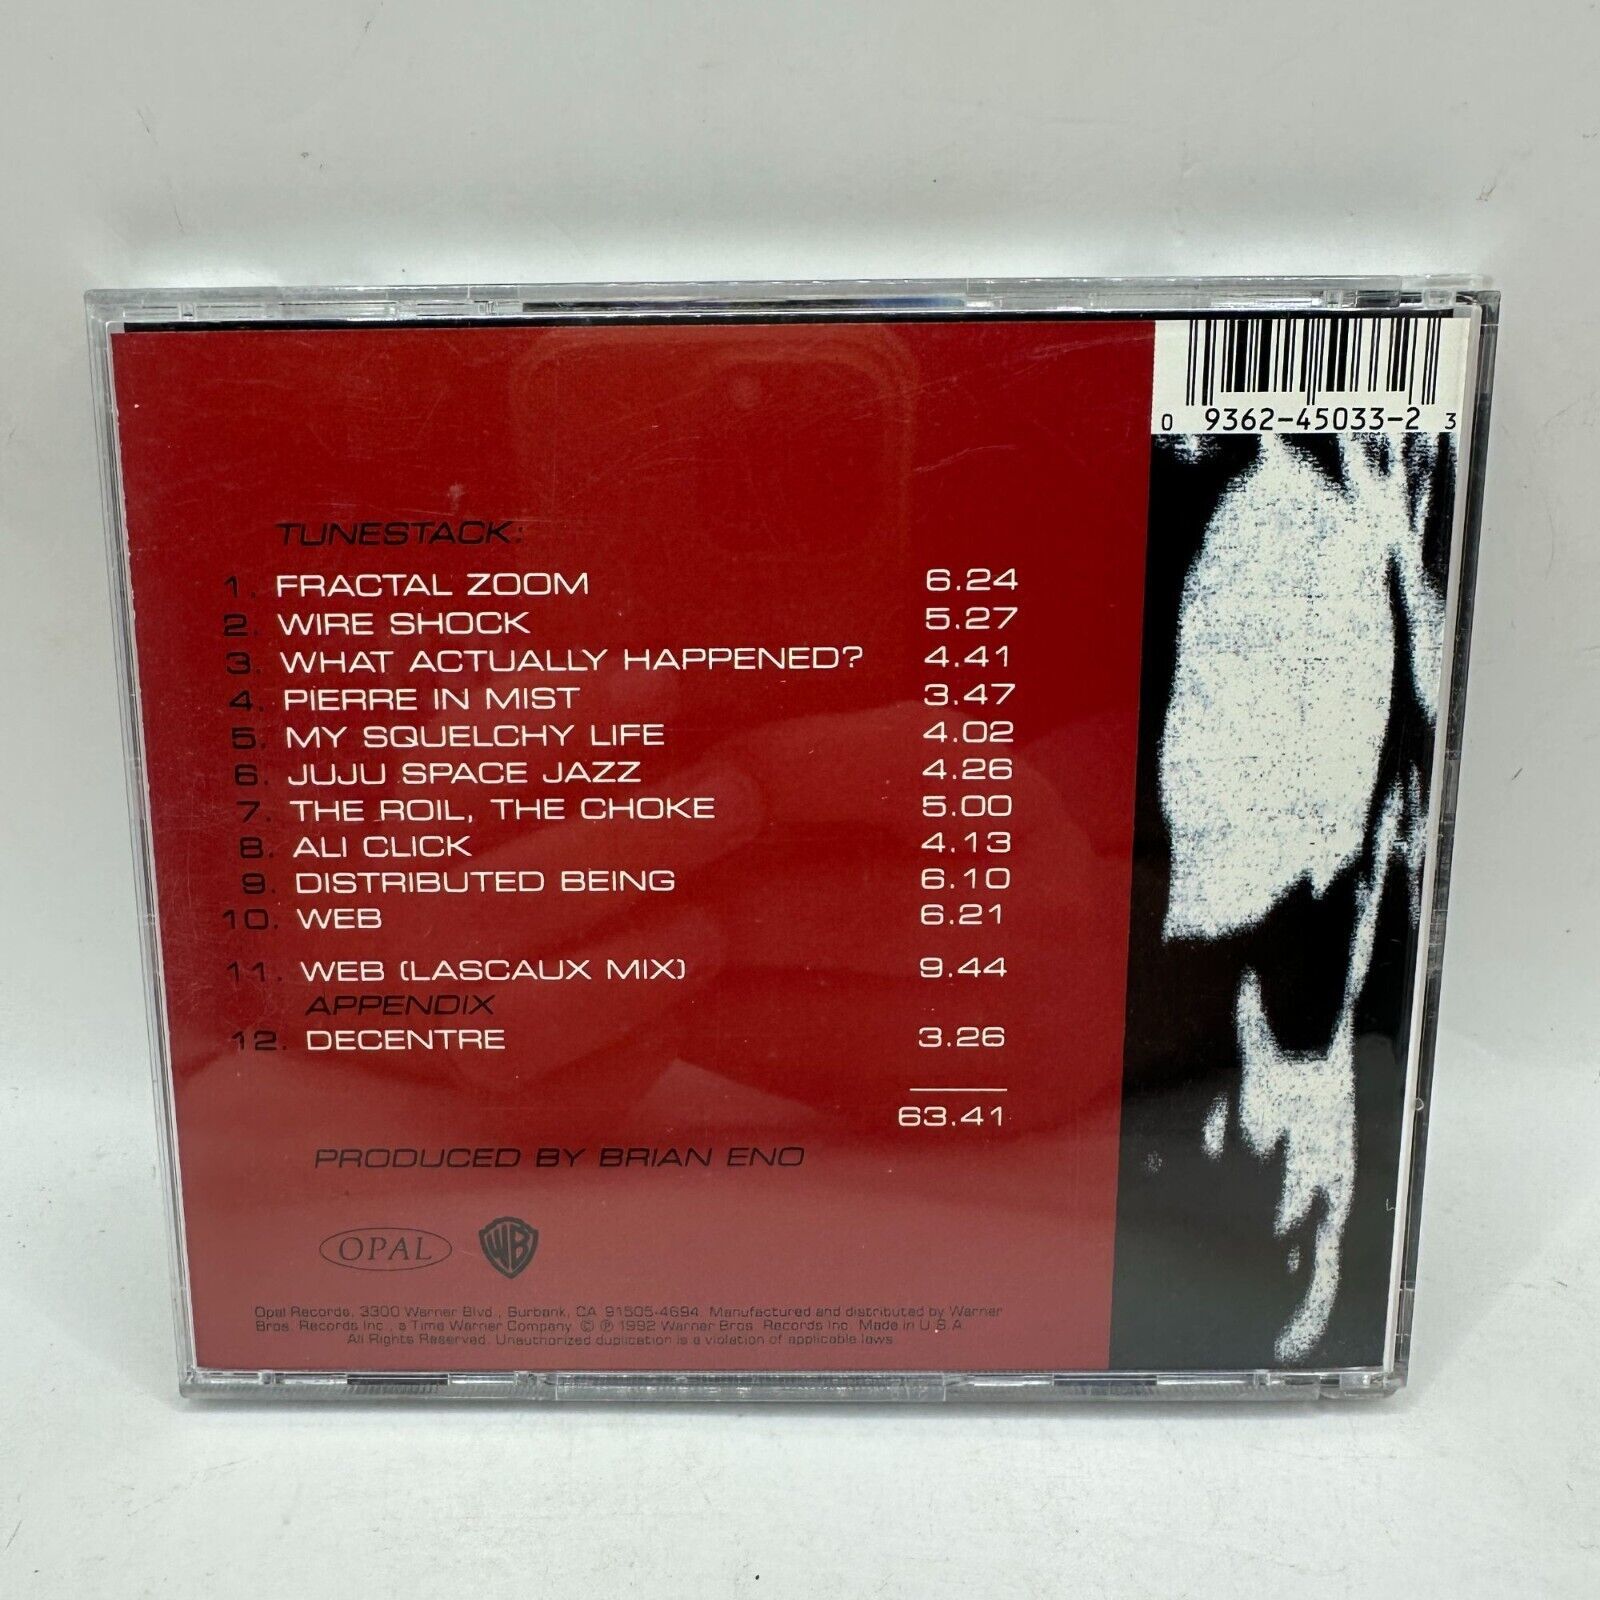 0 9362-45033-2 3
TUNESTACK:
1. FRACTAL ZOOM 6.24
2. WIRE SHOCK 5.27
3. WHAT ACTUALLY HAPPENED? 4.41
4. PIERRE IN MIST 3.47
5. MY SQUELCHY LIFE 4.02
6. JUJU SPACE JAZZ 4.26
7. THE ROIL, THE CHOKE 5.00
8. ALI CLICK 4.13
9. DISTRIBUTED BEING 6.10
10. WEB 6.21
11. WEB (LASCAUX MIX) 9.44
APPENDIX
12. DECENTRE 3.26
63.41
PRODUCED BY BRIAN ENO
OPAL WB
Opal Records, 3300 Warner Blvd., Burbank, CA 91505-4694. Manufactured and distributed by Warner
Bros. Records Inc., a Time Warner Company. © ℗ 1992 Warner Bros. Records Inc. Made in U.S.A.
All Rights Reserved. Unauthorized duplication is a violation of applicable laws.